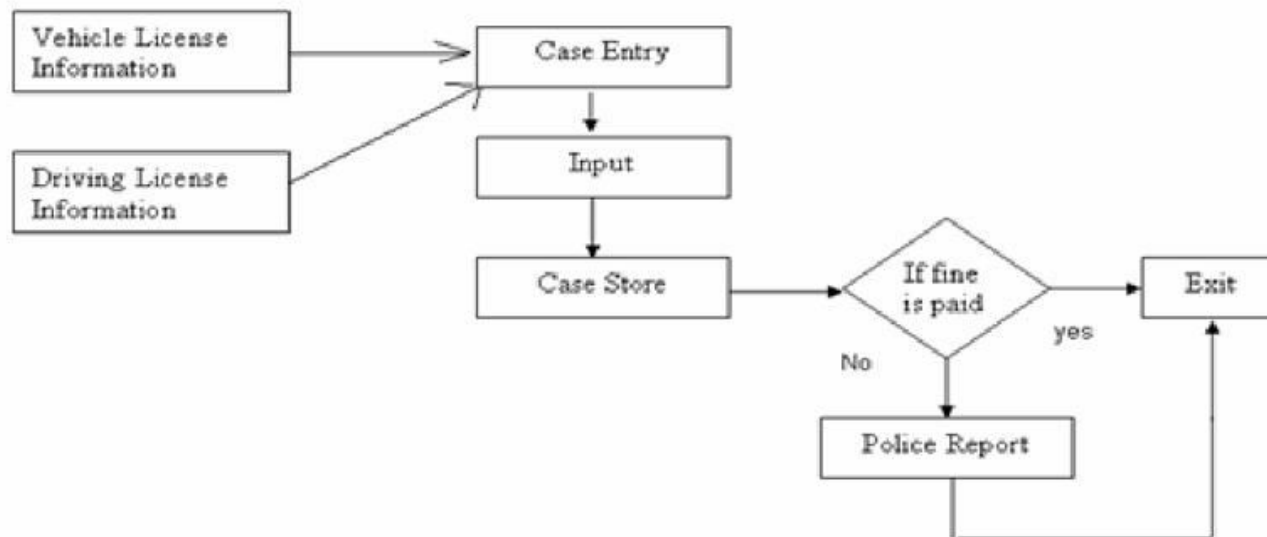 Vehicle License
Information
Case Entry
Driving License
Information
Input
Case Store
If fine
is paid
Exit
yes
No
Police Report